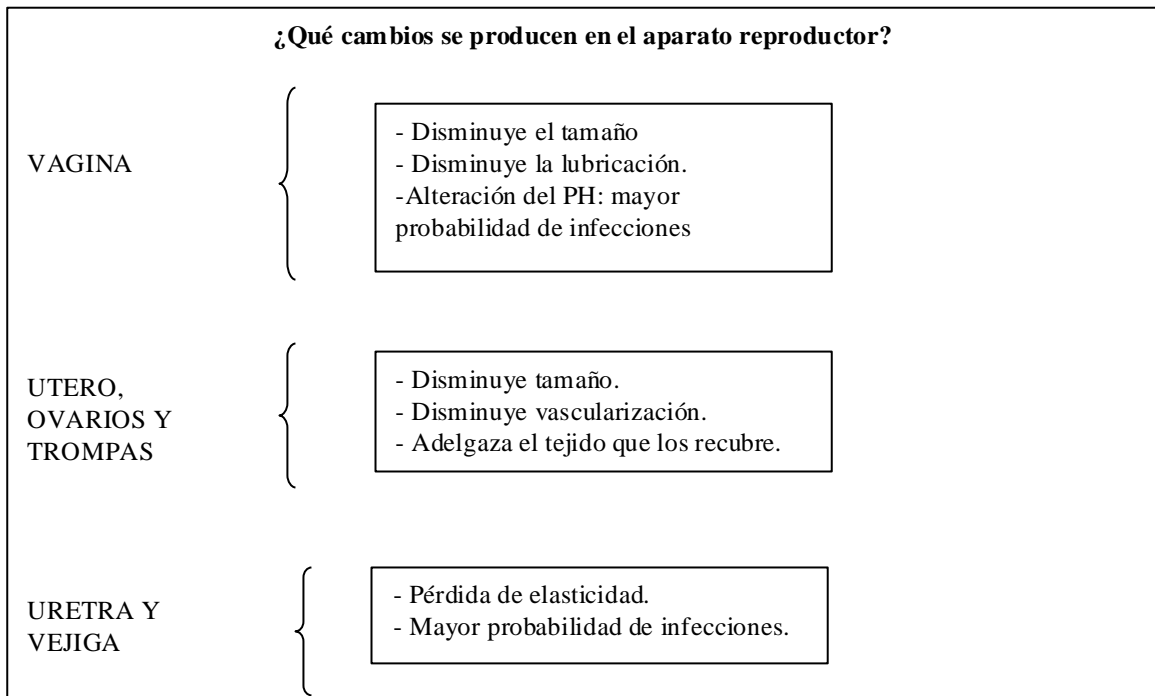 ¿Qué cambios se producen en el aparato reproductor?
VAGINA
- Disminuye el tamaño
- Disminuye la lubricación.
-Alteración del PH: mayor
probabilidad de infecciones
UTERO,
OVARIOS Y
TROMPAS
- Disminuye tamaño.
- Disminuye vascularización.
- Adelgaza el tejido que los recubre.
URETRA Y
VEJIGA
- Pérdida de elasticidad.
- Mayor probabilidad de infecciones.